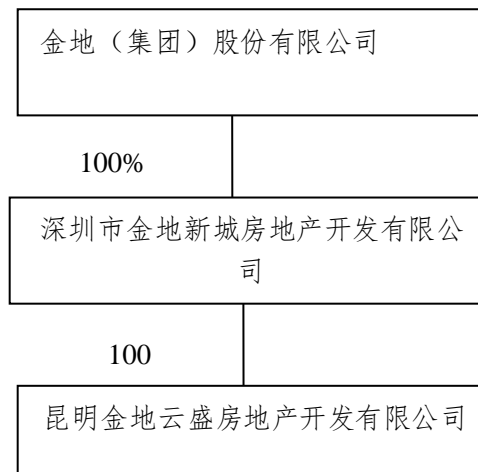 金地（集团）股份有限公司
100%
深圳市金地新城房地产开发有限公
司
100
昆明金地云盛房地产开发有限公司